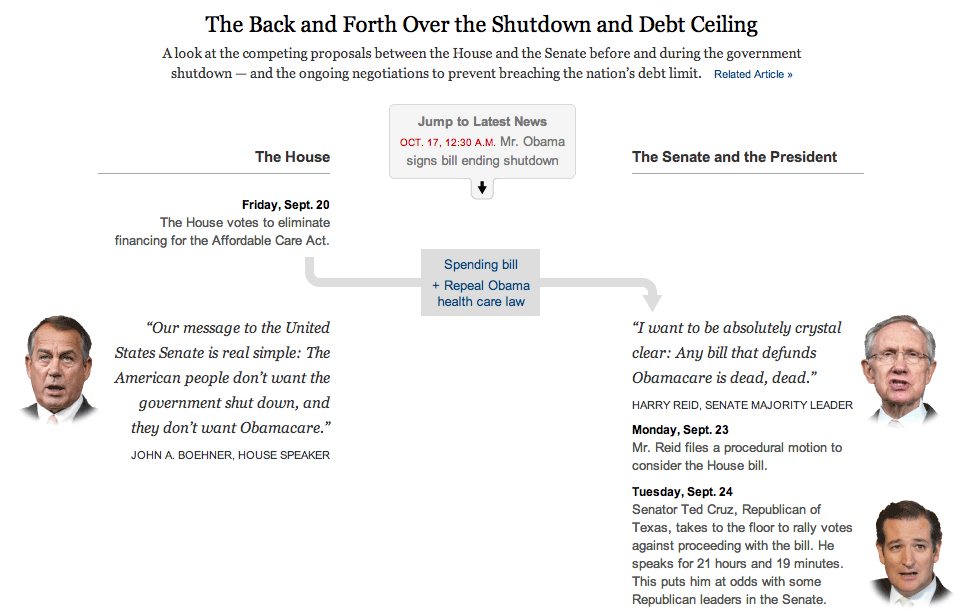 The Back and Forth Over the Shutdown and Debt Ceiling
A look at the competing proposals between the House and the Senate before and during the government
shutdown — and the ongoing negotiations to prevent breaching the nation’s debt limit. Related Article »
Jump to Latest News
OCT. 17, 12:30 A.M. Mr. Obama
signs bill ending shutdown
The House
The Senate and the President
Friday, Sept. 20
The House votes to eliminate
financing for the Affordable Care Act.
Spending bill
+ Repeal Obama
health care law
“Our message to the United
States Senate is real simple: The
American people don’t want the
government shut down, and
they don’t want Obamacare.”
JOHN A. BOEHNER, HOUSE SPEAKER
“I want to be absolutely crystal
clear: Any bill that defunds
Obamacare is dead, dead.”
HARRY REID, SENATE MAJORITY LEADER
Monday, Sept. 23
Mr. Reid files a procedural motion to
consider the House bill.
Tuesday, Sept. 24
Senator Ted Cruz, Republican of
Texas, takes to the floor to rally votes
against proceeding with the bill. He
speaks for 21 hours and 19 minutes.
This puts him at odds with some
Republican leaders in the Senate.